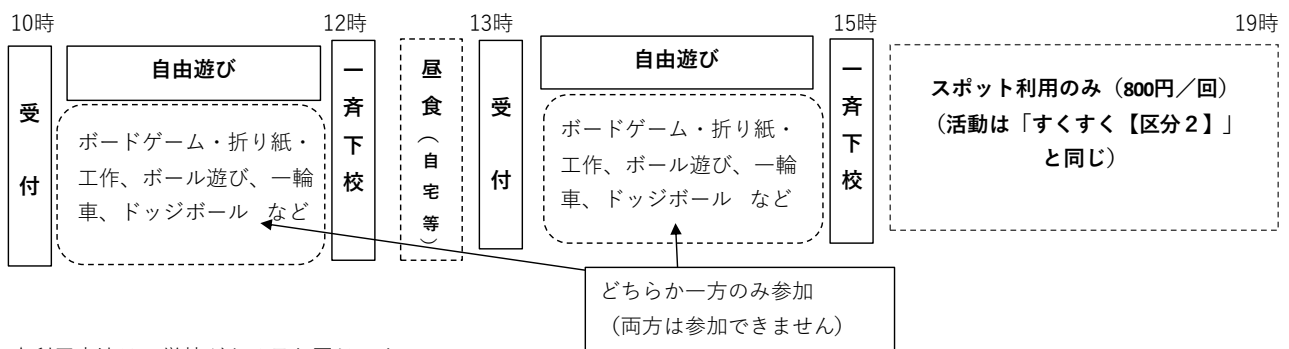 10時
12時
13時
15時
19時
受付
自由遊び
ボードゲーム・折り紙・
工作、ボール遊び、一輪
車、ドッジボール など
一斉下校
昼食(自宅等)
受付
自由遊び
ボードゲーム・折り紙・
工作、ボール遊び、一輪
車、ドッジボール など
一斉下校
スポット利用のみ(800円/回)
(活動は「すくすく【区分2】」
と同じ)
どちらか一方のみ参加
(両方は参加できません)